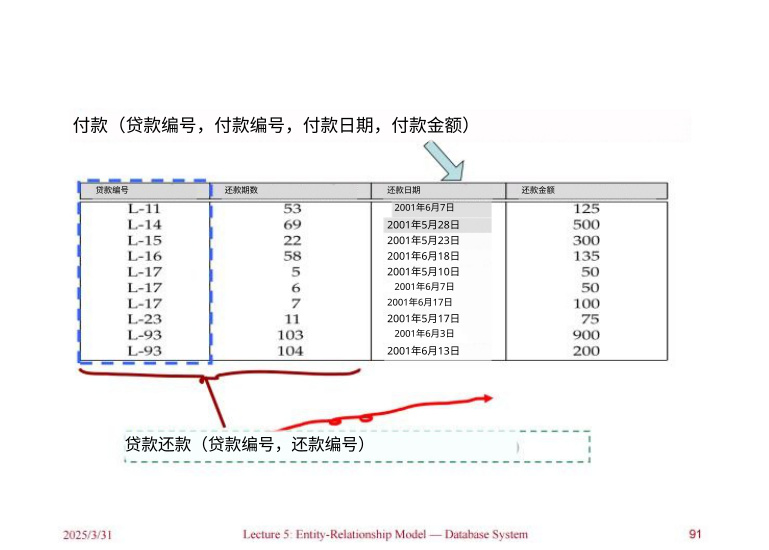 付款（贷款编号，付款编号，付款日期，付款金额）
贷款编号 还款期数 还款日期 还款金额
L-11 53 2001年6月7日 125
L-14 69 2001年5月28日 500
L-15 22 2001年5月23日 300
L-16 58 2001年6月18日 135
L-17 5 2001年5月10日 50
L-17 6 2001年6月7日 50
L-17 7 2001年6月17日 100
L-23 11 2001年5月17日 75
L-93 103 2001年6月3日 900
L-93 104 2001年6月13日 200
贷款还款（贷款编号，还款编号） )
2025/3/31 Lecture 5: Entity-Relationship Model — Database System 91